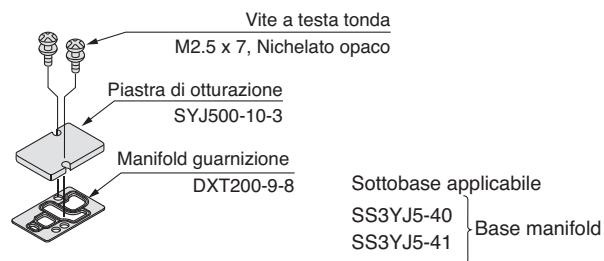 Vite a testa tonda
M2.5 x 7, Nichelato opaco
Piastra di otturazione
SYJ500-10-3
Manifold guarnizione
DXT200-9-8
Sottobase applicabile
SS3YJ5-40
SS3YJ5-41
Base manifold